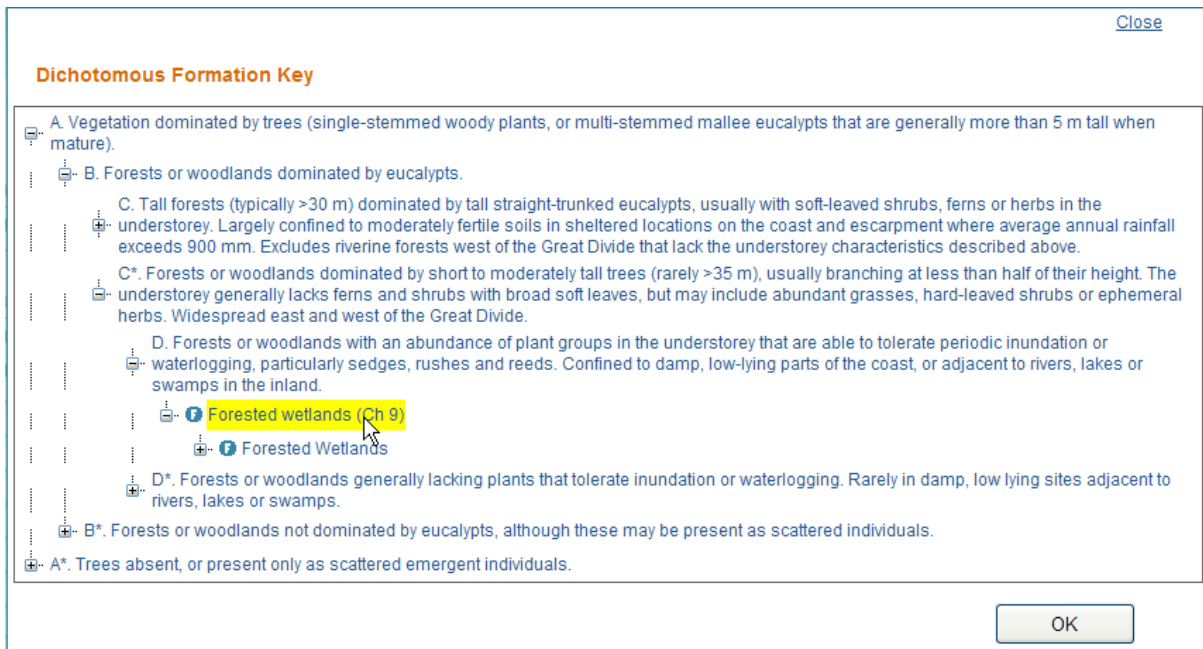 Close
Dichotomous Formation Key
A. Vegetation dominated by trees (single-stemmed woody plants, or multi-stemmed mallee eucalypts that are generally more than 5 m tall when
mature).
B. Forests or woodlands dominated by eucalypts.
C. Tall forests (typically >30 m) dominated by tall straight-trunked eucalypts, usually with soft-leaved shrubs, ferns or herbs in the
understorey. Largely confined to moderately fertile soils in sheltered locations on the coast and escarpment where average annual rainfall
exceeds 900 mm. Excludes riverine forests west of the Great Divide that lack the understorey characteristics described above.
C*. Forests or woodlands dominated by short to moderately tall trees (rarely >35 m), usually branching at less than half of their height. The
understorey generally lacks ferns and shrubs with broad soft leaves, but may include abundant grasses, hard-leaved shrubs or ephemeral
herbs. Widespread east and west of the Great Divide.
D. Forests or woodlands with an abundance of plant groups in the understorey that are able to tolerate periodic inundation or
waterlogging, particularly sedges, rushes and reeds. Confined to damp, low-lying parts of the coast, or adjacent to rivers, lakes or
swamps in the inland.
F Forested wetlands (Ch 9)
F Forested Wetlands
D*. Forests or woodlands generally lacking plants that tolerate inundation or waterlogging. Rarely in damp, low lying sites adjacent to
rivers, lakes or swamps.
B*. Forests or woodlands not dominated by eucalypts, although these may be present as scattered individuals.
A*. Trees absent, or present only as scattered emergent individuals.
OK